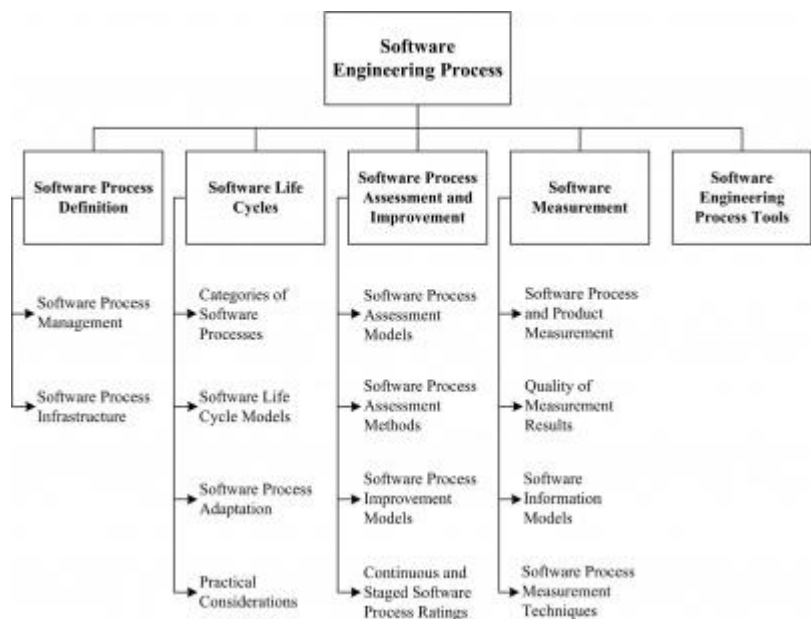 Software
Engineering Process
Software Process
Definition
Software Life
Cycles
Software Process
Assessment and
Improvement
Software
Measurement
Software
Engineering
Process Tools
Software Process
Management
Software Process
Infrastructure
Categories of
Software
Processes
Software Life
Cycle Models
Software Process
Adaptation
Practical
Considerations
Software Process
Assessment
Models
Software Process
Assessment
Methods
Software Process
Improvement
Models
Continuous and
Staged Software
Process Ratings
Software Process
and Product
Measurement
Quality of
Measurement
Results
Software
Information
Models
Software Process
Measurement
Techniques